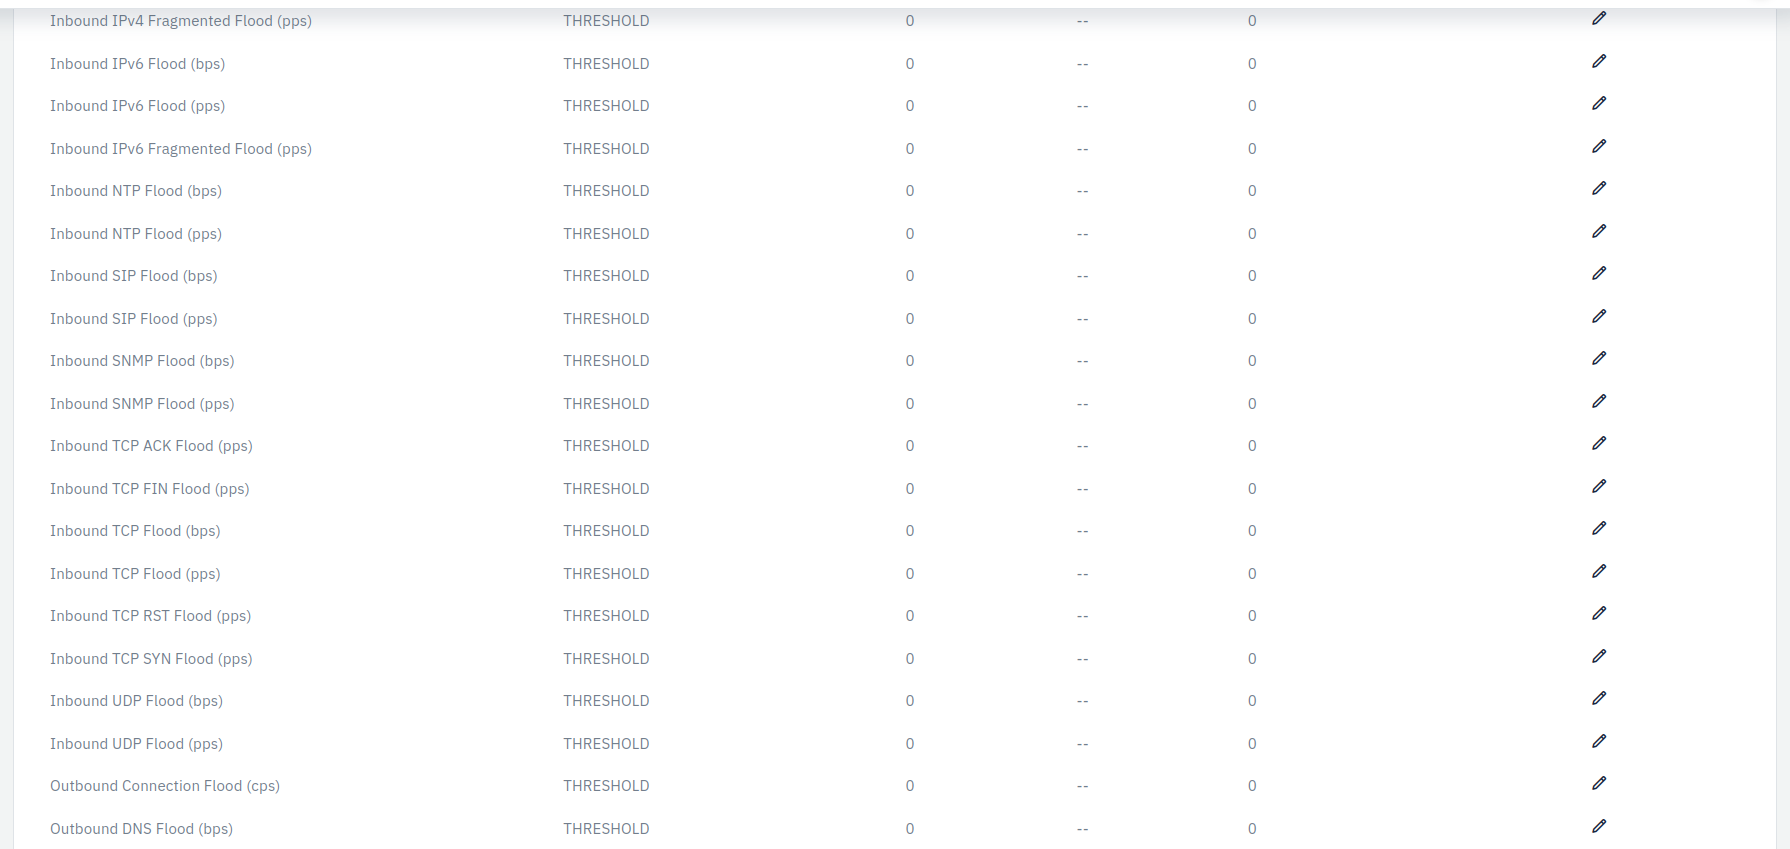 Inbound IPv4 Fragmented Flood (pps) THRESHOLD 0 -- 0
Inbound IPv6 Flood (bps) THRESHOLD 0 -- 0
Inbound IPv6 Flood (pps) THRESHOLD 0 -- 0
Inbound IPv6 Fragmented Flood (pps) THRESHOLD 0 -- 0
Inbound NTP Flood (bps) THRESHOLD 0 -- 0
Inbound NTP Flood (pps) THRESHOLD 0 -- 0
Inbound SIP Flood (bps) THRESHOLD 0 -- 0
Inbound SIP Flood (pps) THRESHOLD 0 -- 0
Inbound SNMP Flood (bps) THRESHOLD 0 -- 0
Inbound SNMP Flood (pps) THRESHOLD 0 -- 0
Inbound TCP ACK Flood (pps) THRESHOLD 0 -- 0
Inbound TCP FIN Flood (pps) THRESHOLD 0 -- 0
Inbound TCP Flood (bps) THRESHOLD 0 -- 0
Inbound TCP Flood (pps) THRESHOLD 0 -- 0
Inbound TCP RST Flood (pps) THRESHOLD 0 -- 0
Inbound TCP SYN Flood (pps) THRESHOLD 0 -- 0
Inbound UDP Flood (bps) THRESHOLD 0 -- 0
Inbound UDP Flood (pps) THRESHOLD 0 -- 0
Outbound Connection Flood (cps) THRESHOLD 0 -- 0
Outbound DNS Flood (bps) THRESHOLD 0 -- 0